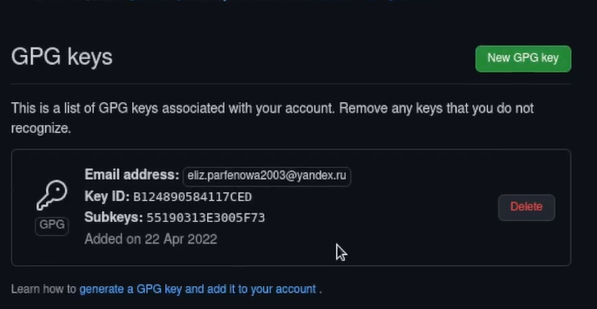 GPG keys
New GPG key
This is a list of GPG keys associated with your account. Remove any keys that you do not
recognize.
Email address: eliz.parfenowa2003@yandex.ru
Key ID: B124890584117CED
Subkeys: 55190313E3005F73
Added on 22 Apr 2022
GPG
Delete
Learn how to generate a GPG key and add it to your account .